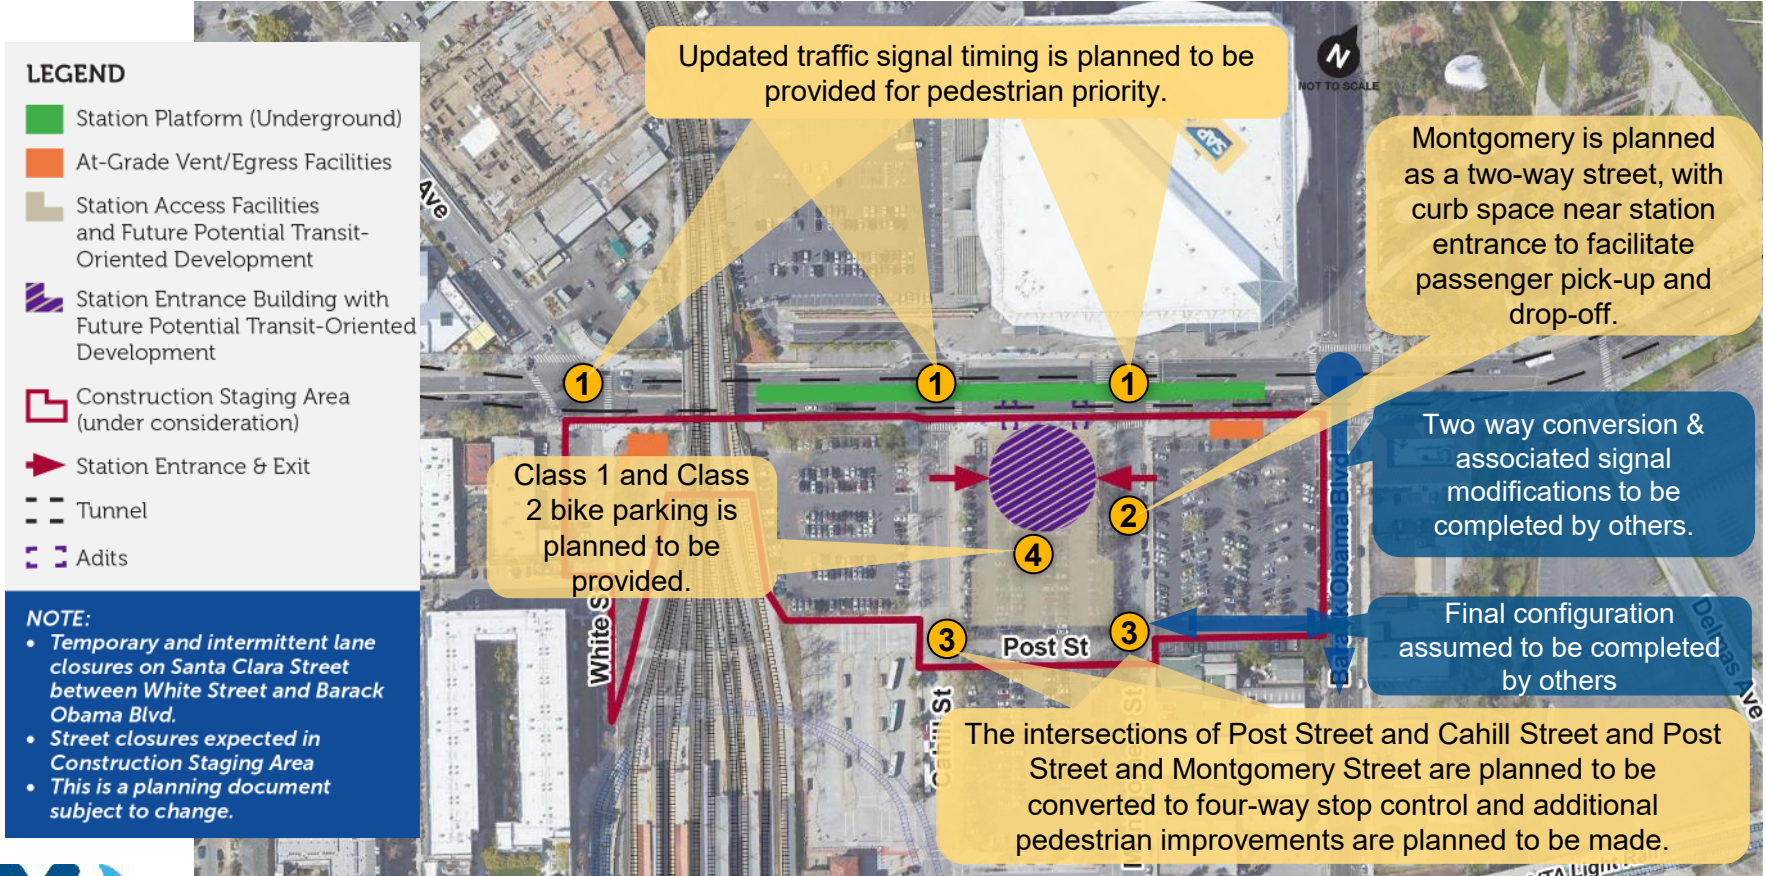 Updated traffic signal timing is planned to be
provided for pedestrian priority.
N
NOT TO SCALE
SAP
Ave
Montgomery is planned
as a two-way street, with
curb space near station
entrance to facilitate
passenger pick-up and
drop-off.
LEGEND
Station Platform (Underground)
At-Grade Vent/Egress Facilities
Station Access Facilities
and Future Potential Transit-
Oriented Development
Station Entrance Building with
Future Potential Transit-Oriented
Development
Construction Staging Area
(under consideration)
Station Entrance & Exit
Tunnel
Adits
NOTE:
• Temporary and intermittent lane
closures on Santa Clara Street
between White Street and Barack
Obama Blvd.
• Street closures expected in
Construction Staging Area
• This is a planning document
subject to change.
1
1
1
Two way conversion &
associated signal
modifications to be
completed by others.
Class 1 and Class
2 bike parking is
planned to be
provided.
2
4
3
3
Post St
White St
Cahill St
Barack Obama Blvd
Delmas Ave
Final configuration
assumed to be completed
by others
The intersections of Post Street and Cahill Street and Post
Street and Montgomery Street are planned to be
converted to four-way stop control and additional
pedestrian improvements are planned to be made.
VTA Light Rail